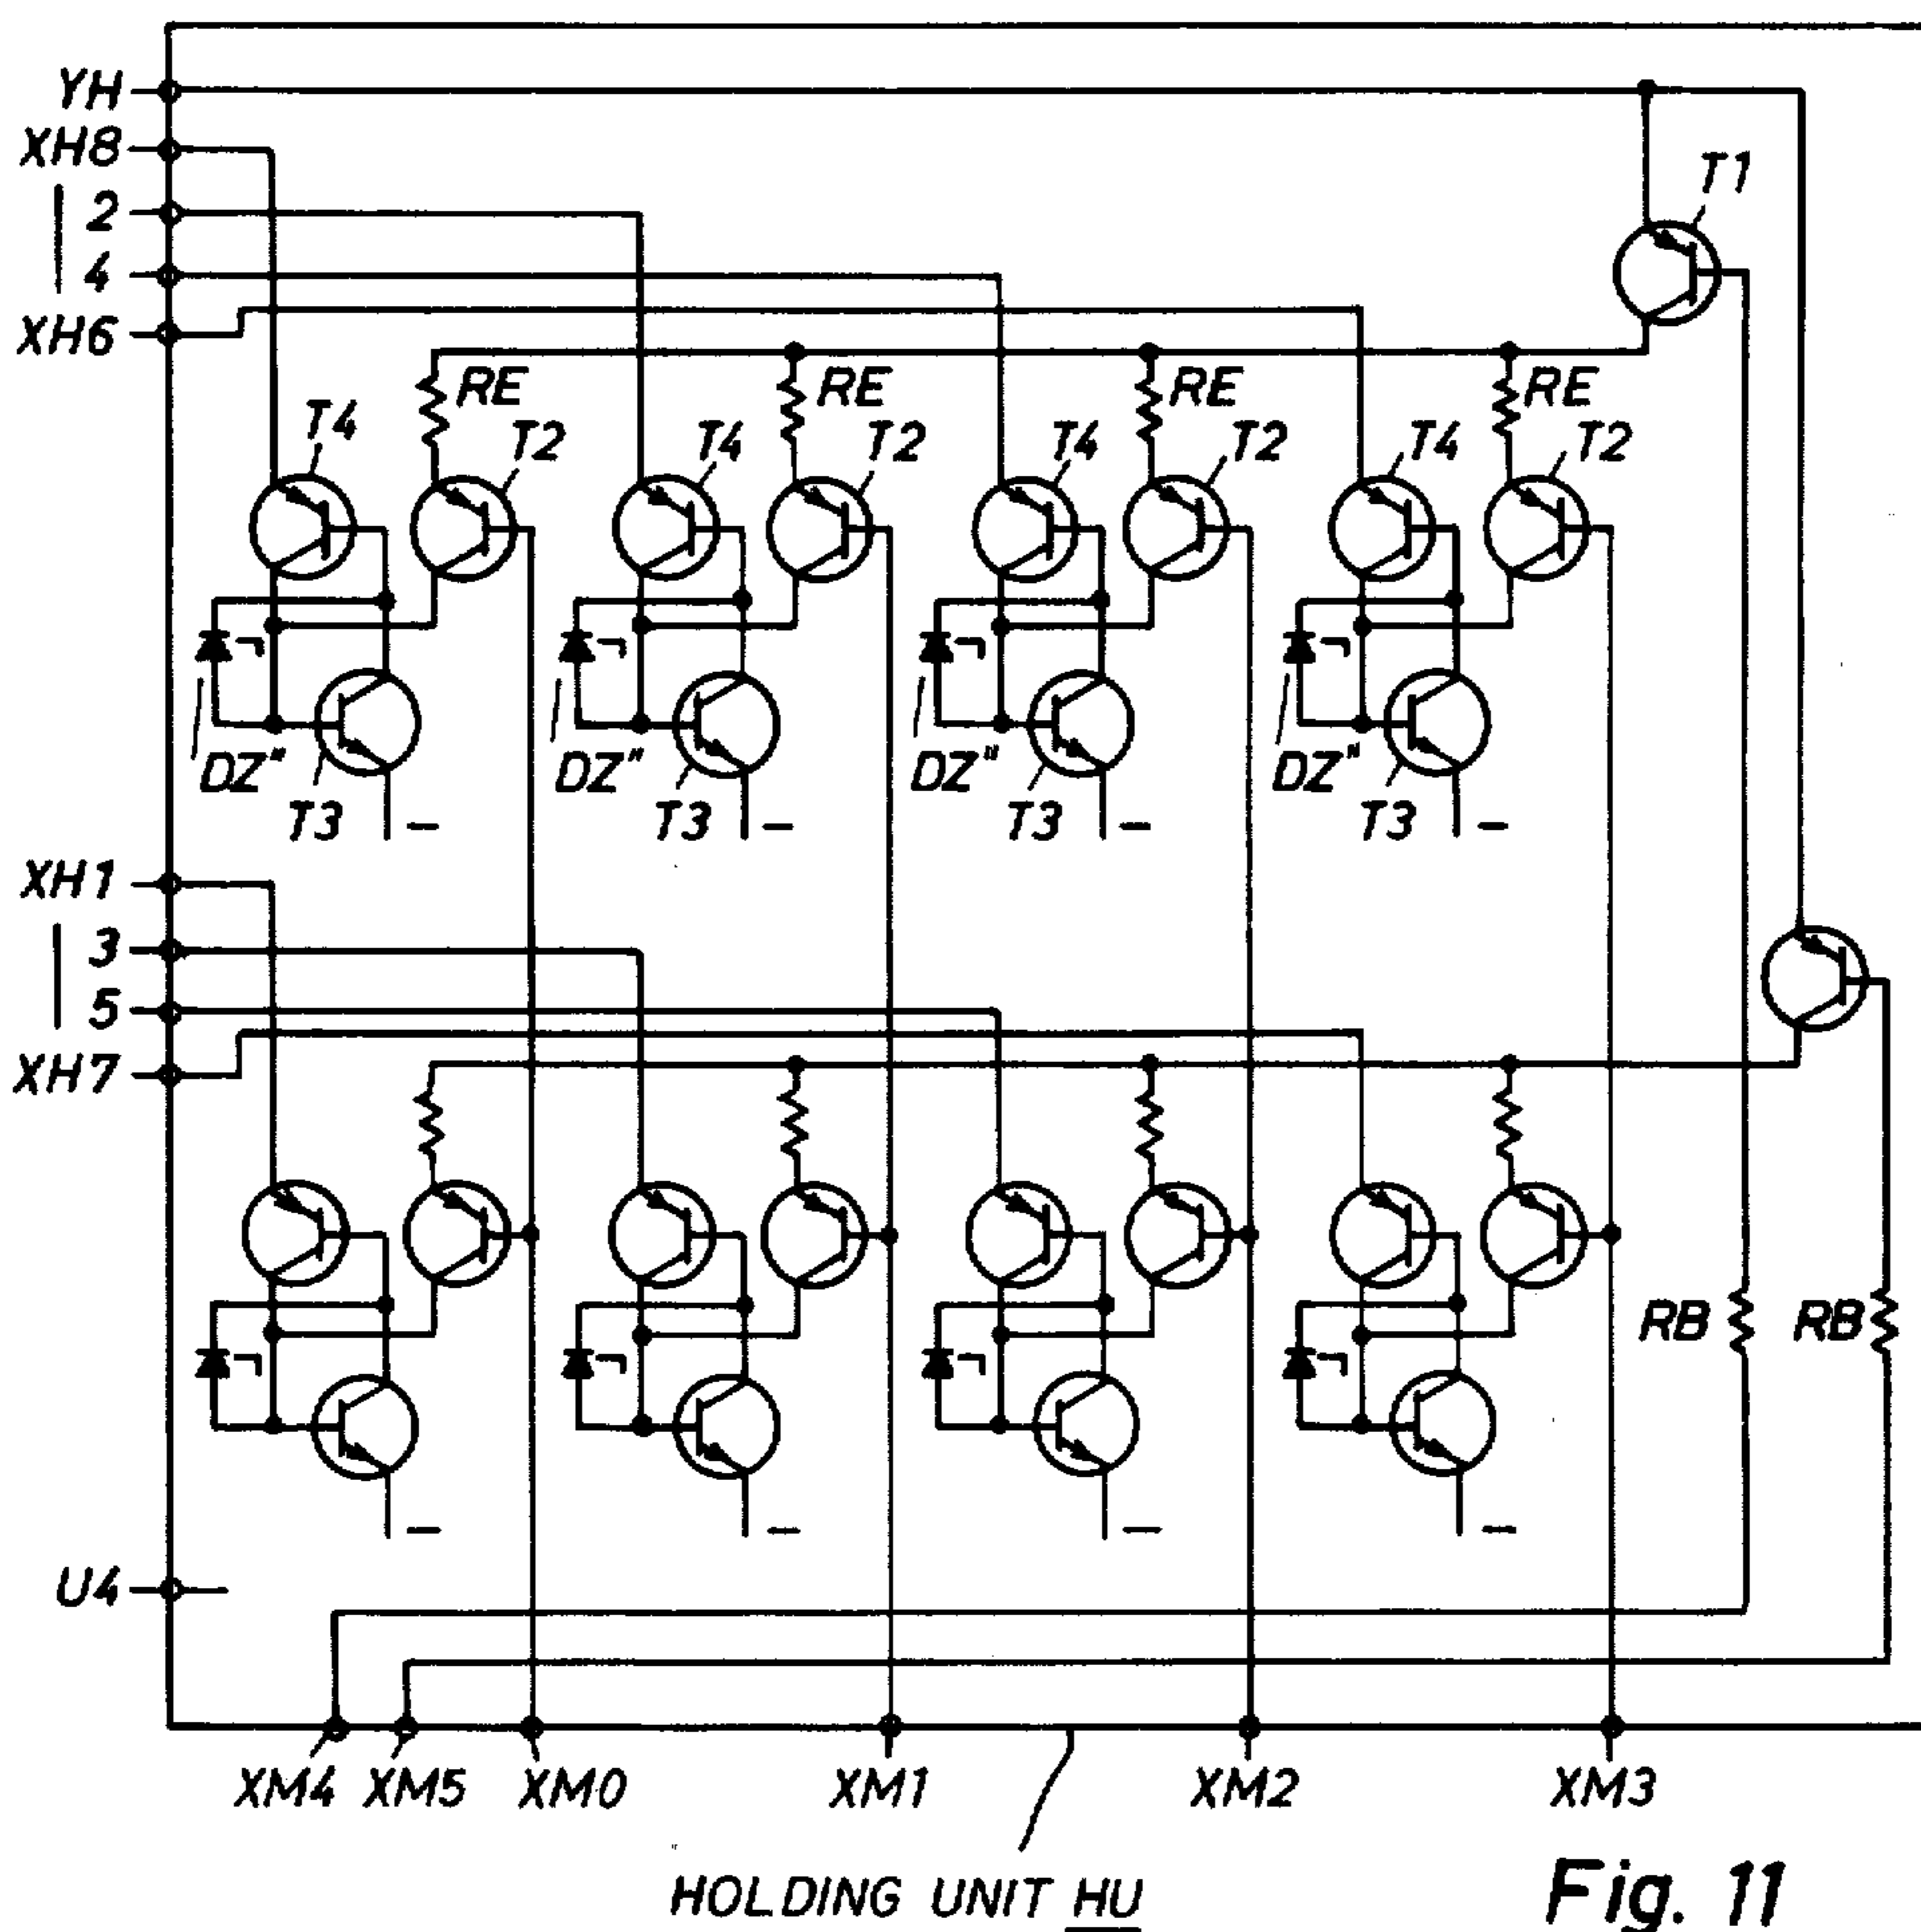 YH
XH8
2
4
XH6
T1
RE RE RE RE
T4 T2 T4 T2 T4 T2 T4 T2
DZ" DZ" DZ" DZ"
T3 T3 T3 T3
XH1
3
5
XH7
RB RB
U4
XM4 XM5 XM0 XM1 XM2 XM3
HOLDING UNIT HU
Fig. 11